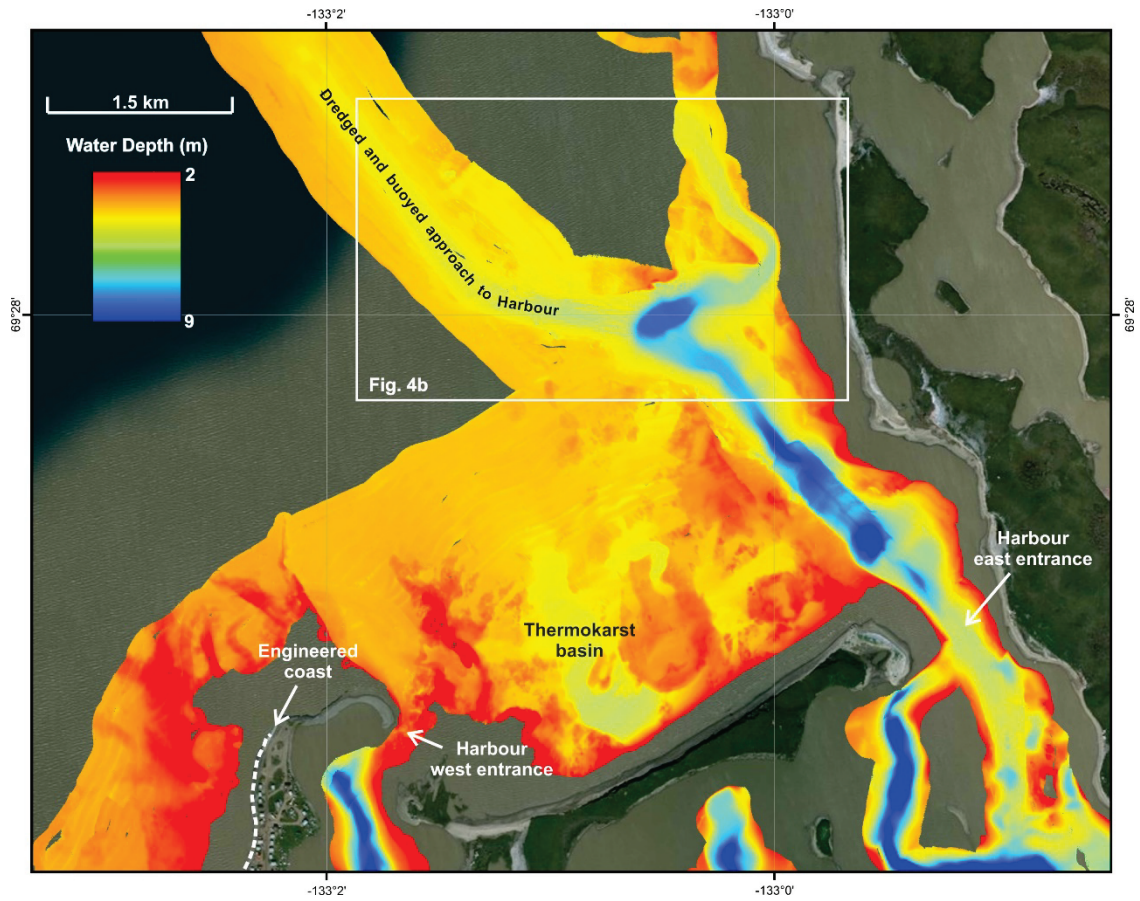 -133°2'
-133°0'
1.5 km
Water Depth (m)
2
9
Dredged and buoyed approach to Harbour
69°28'
69°28'
Fig. 4b
Harbour
east entrance
Thermokarst
basin
Engineered
coast
Harbour
west entrance
-133°2'
-133°0'